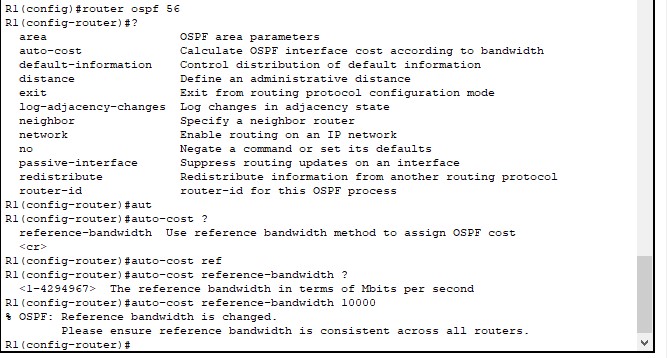 R1(config)#router ospf 56
R1(config-router)#?
  area                 OSPF area parameters
  auto-cost            Calculate OSPF interface cost according to bandwidth
  default-information  Control distribution of default information
  distance             Define an administrative distance
  exit                 Exit from routing protocol configuration mode
  log-adjacency-changes  Log changes in adjacency state
  neighbor             Specify a neighbor router
  network              Enable routing on an IP network
  no                   Negate a command or set its defaults
  passive-interface    Suppress routing updates on an interface
  redistribute         Redistribute information from another routing protocol
  router-id            router-id for this OSPF process
R1(config-router)#aut
R1(config-router)#auto-cost ?
  reference-bandwidth  Use reference bandwidth method to assign OSPF cost
  <cr>
R1(config-router)#auto-cost ref
R1(config-router)#auto-cost reference-bandwidth ?
  <1-4294967>  The reference bandwidth in terms of Mbits per second
R1(config-router)#auto-cost reference-bandwidth 10000
% OSPF: Reference bandwidth is changed.
        Please ensure reference bandwidth is consistent across all routers.
R1(config-router)#